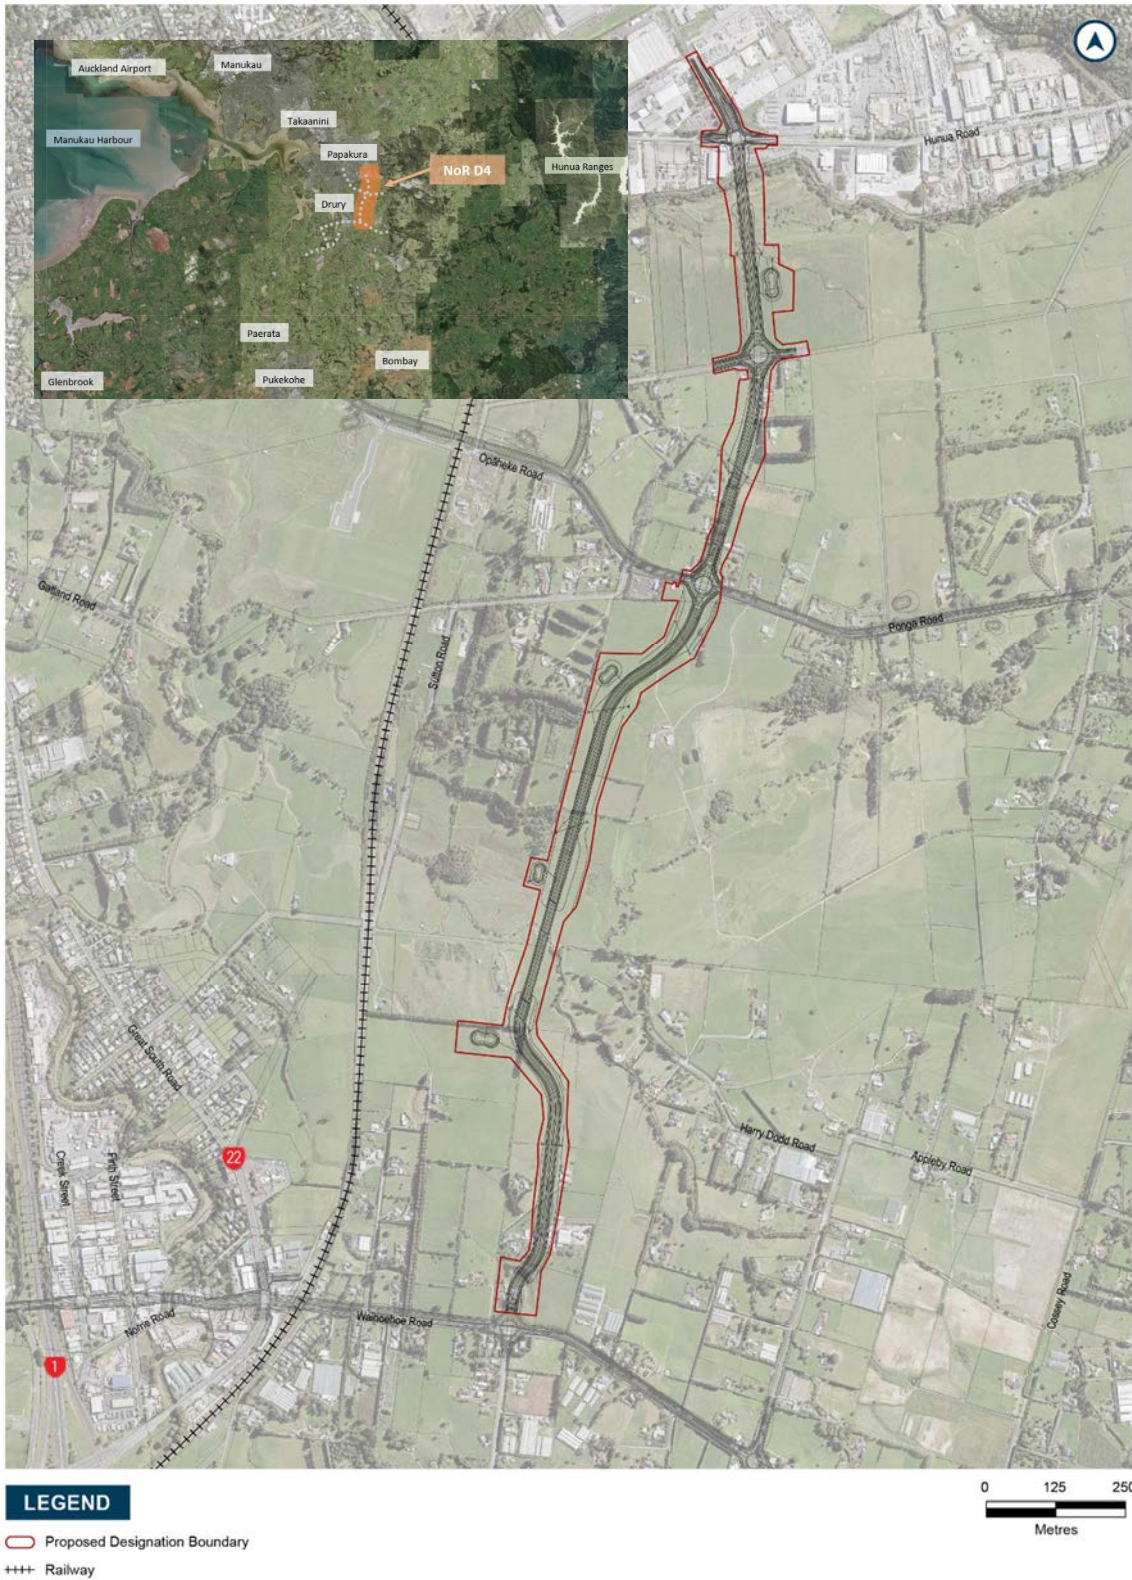 Auckland Airport
Manukau
Takaanini
Manukau Harbour
Papakura
NoR D4
Hunua Ranges
Drury
Paerata
Bombay
Glenbrook
Pukekohe
Hunua Road
Opāheke Road
Gatland Road
Sutton Road
Ponga Road
Great South Road
Harry Dodd Road
Appleby Road
22
Creek Street
Firth Street
Cossey Road
Norrie Road
Waihoehoe Road
1
LEGEND
Proposed Designation Boundary
Railway
0 125 250
Metres